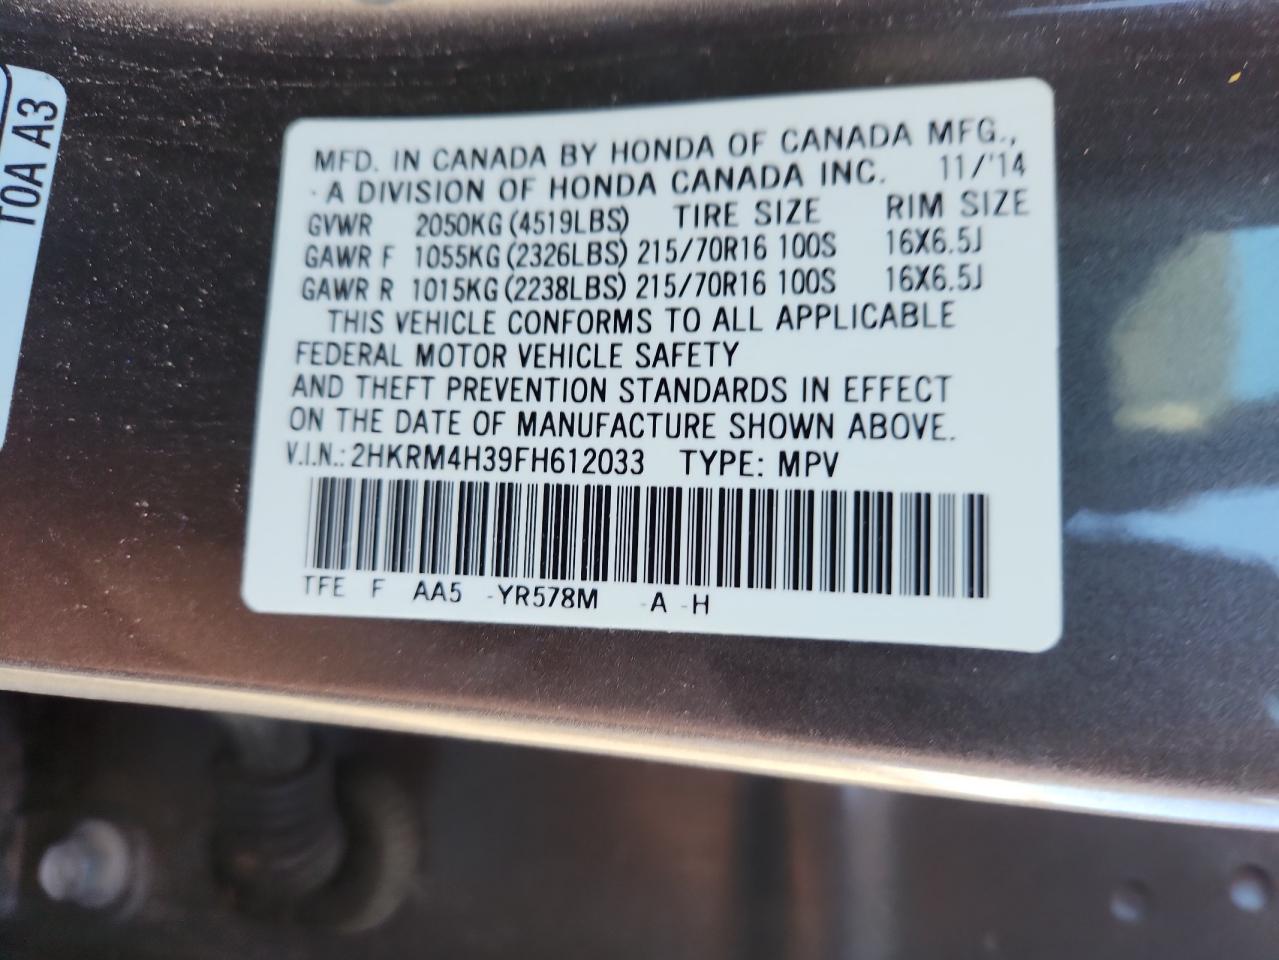 T0A A3
MFD. IN CANADA BY HONDA OF CANADA MFG.,
A DIVISION OF HONDA CANADA INC. 11/'14
GVWR 2050KG (4519LBS) TIRE SIZE RIM SIZE
GAWR F 1055KG (2326LBS) 215/70R16 100S 16X6.5J
GAWR R 1015KG (2238LBS) 215/70R16 100S 16X6.5J
THIS VEHICLE CONFORMS TO ALL APPLICABLE
FEDERAL MOTOR VEHICLE SAFETY
AND THEFT PREVENTION STANDARDS IN EFFECT
ON THE DATE OF MANUFACTURE SHOWN ABOVE.
V.I.N.: 2HKRM4H39FH612033 TYPE: MPV
TFE F AA5 -YR578M -A -H